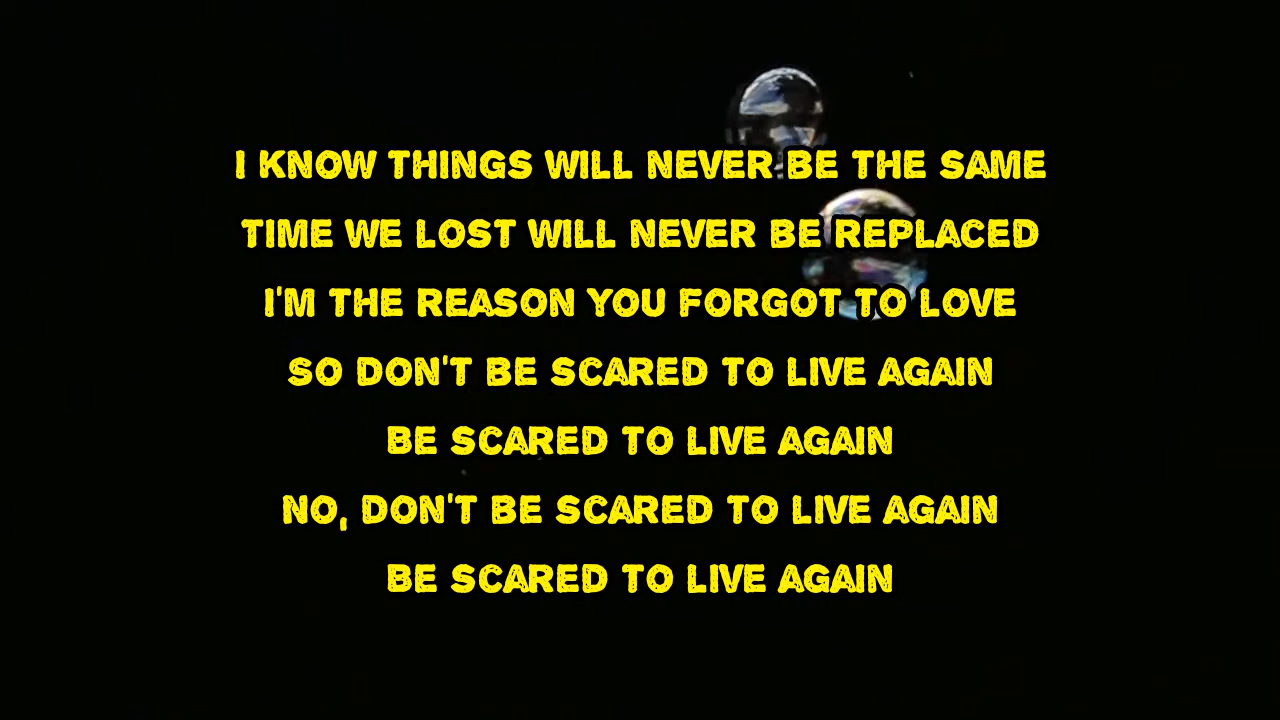 I KNOW THINGS WILL NEVER BE THE SAME
TIME WE LOST WILL NEVER BE REPLACED
I'M THE REASON YOU FORGOT TO LOVE
SO DON'T BE SCARED TO LIVE AGAIN
BE SCARED TO LIVE AGAIN
NO, DON'T BE SCARED TO LIVE AGAIN
BE SCARED TO LIVE AGAIN